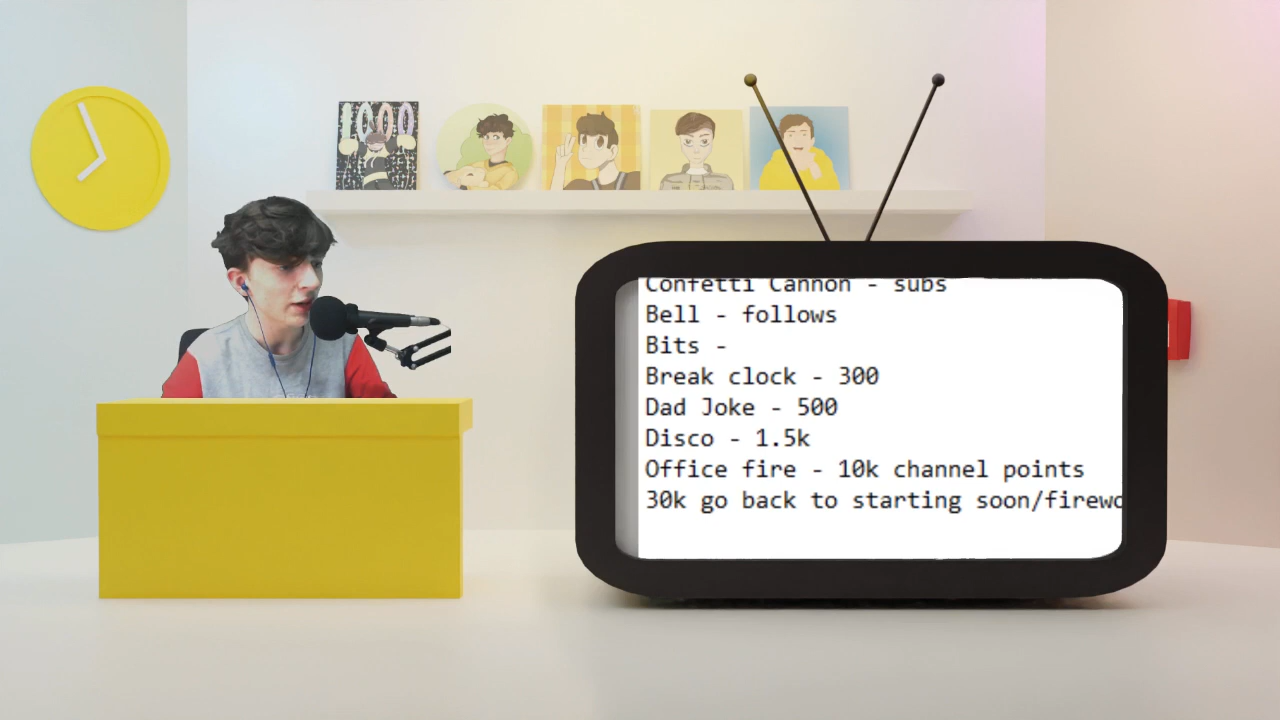 1000
Confetti Cannon - subs
Bell - follows
Bits -
Break clock - 300
Dad Joke - 500
Disco - 1.5k
Office fire - 10k channel points
30k go back to starting soon/firewo